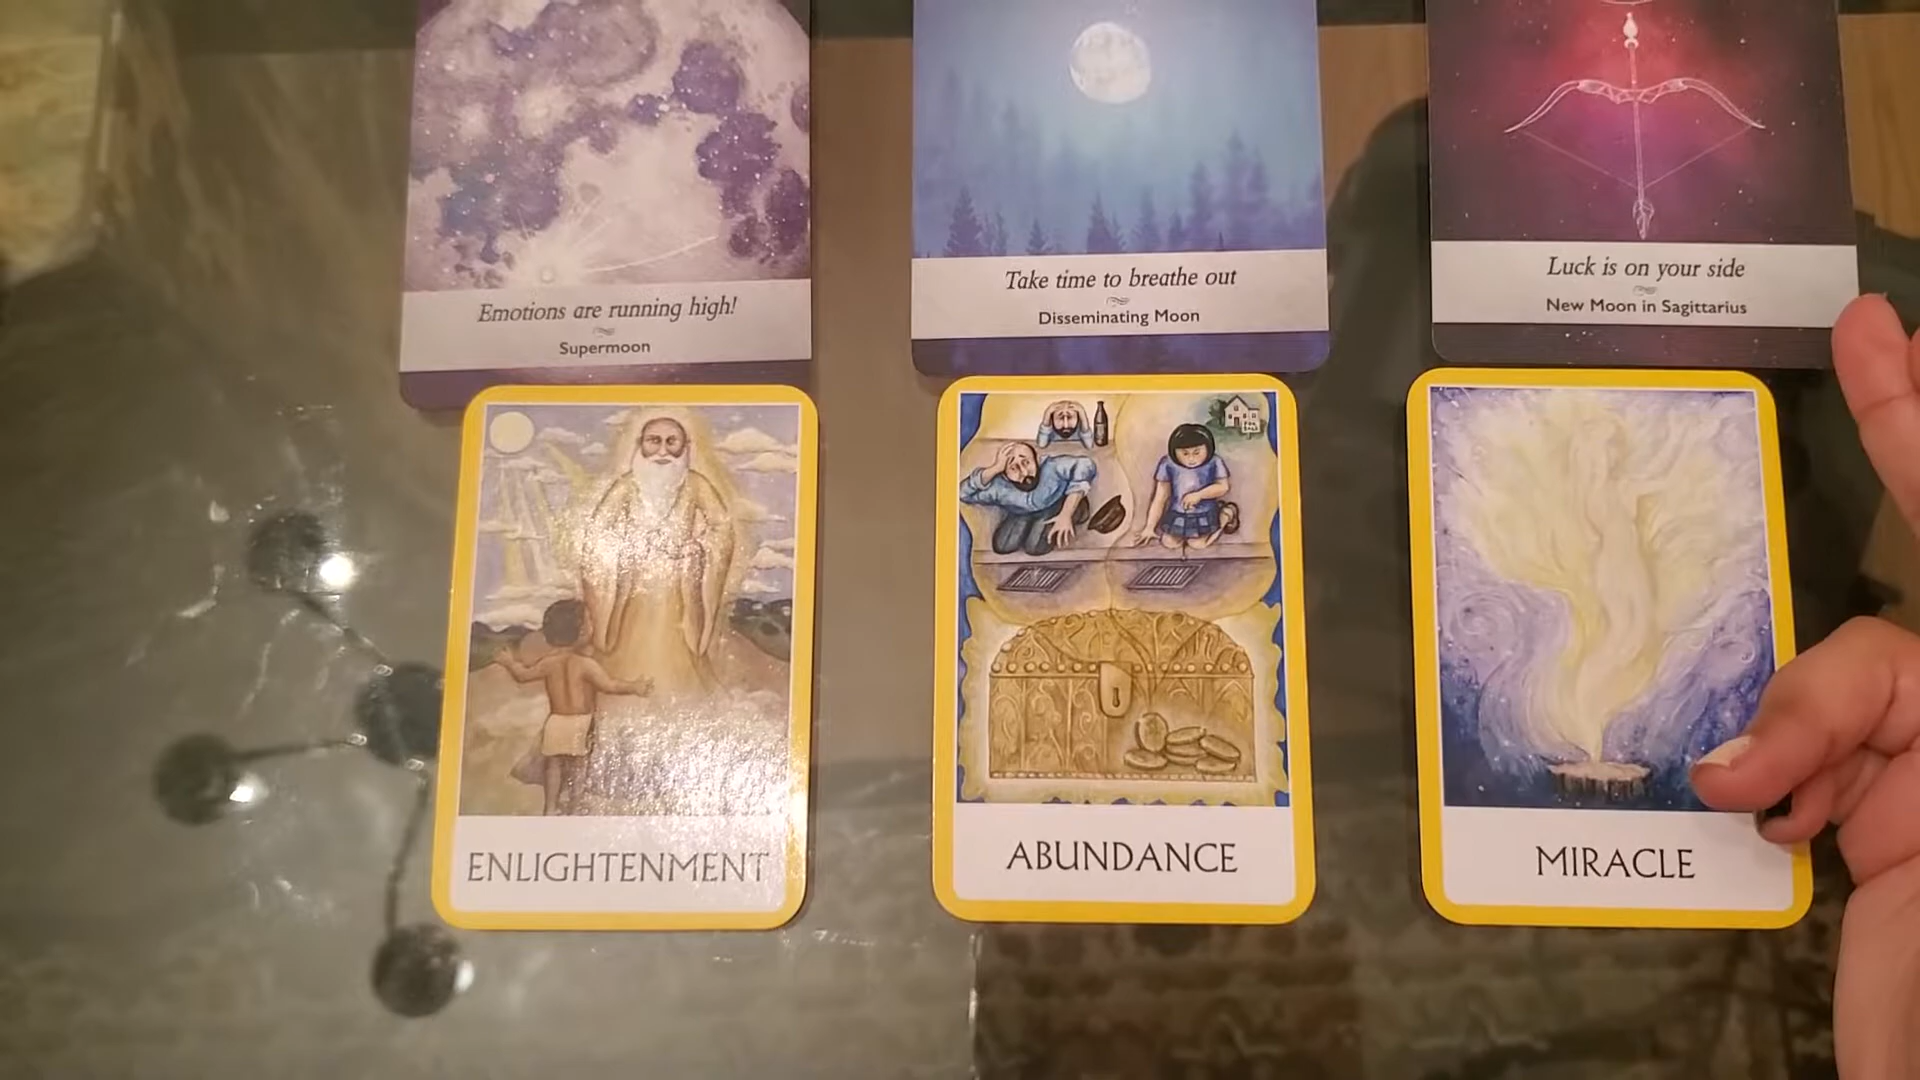 Emotions are running high!
Supermoon
Take time to breathe out
Disseminating Moon
Luck is on your side
New Moon in Sagittarius
ENLIGHTENMENT
ABUNDANCE
MIRACLE